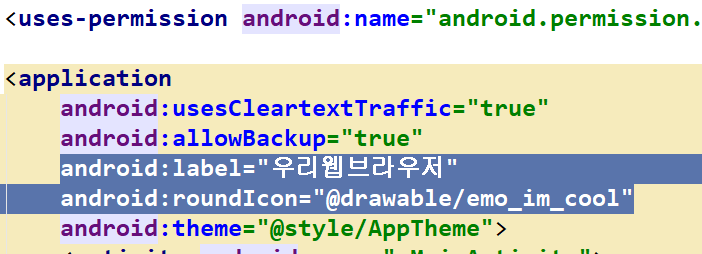 <uses-permission android:name="android.permission.
<application
android:usesCleartextTraffic="true"
android:allowBackup="true"
android:label="우리웹브라우저"
android:roundIcon="@drawable/emo_im_cool"
android:theme="@style/AppTheme">